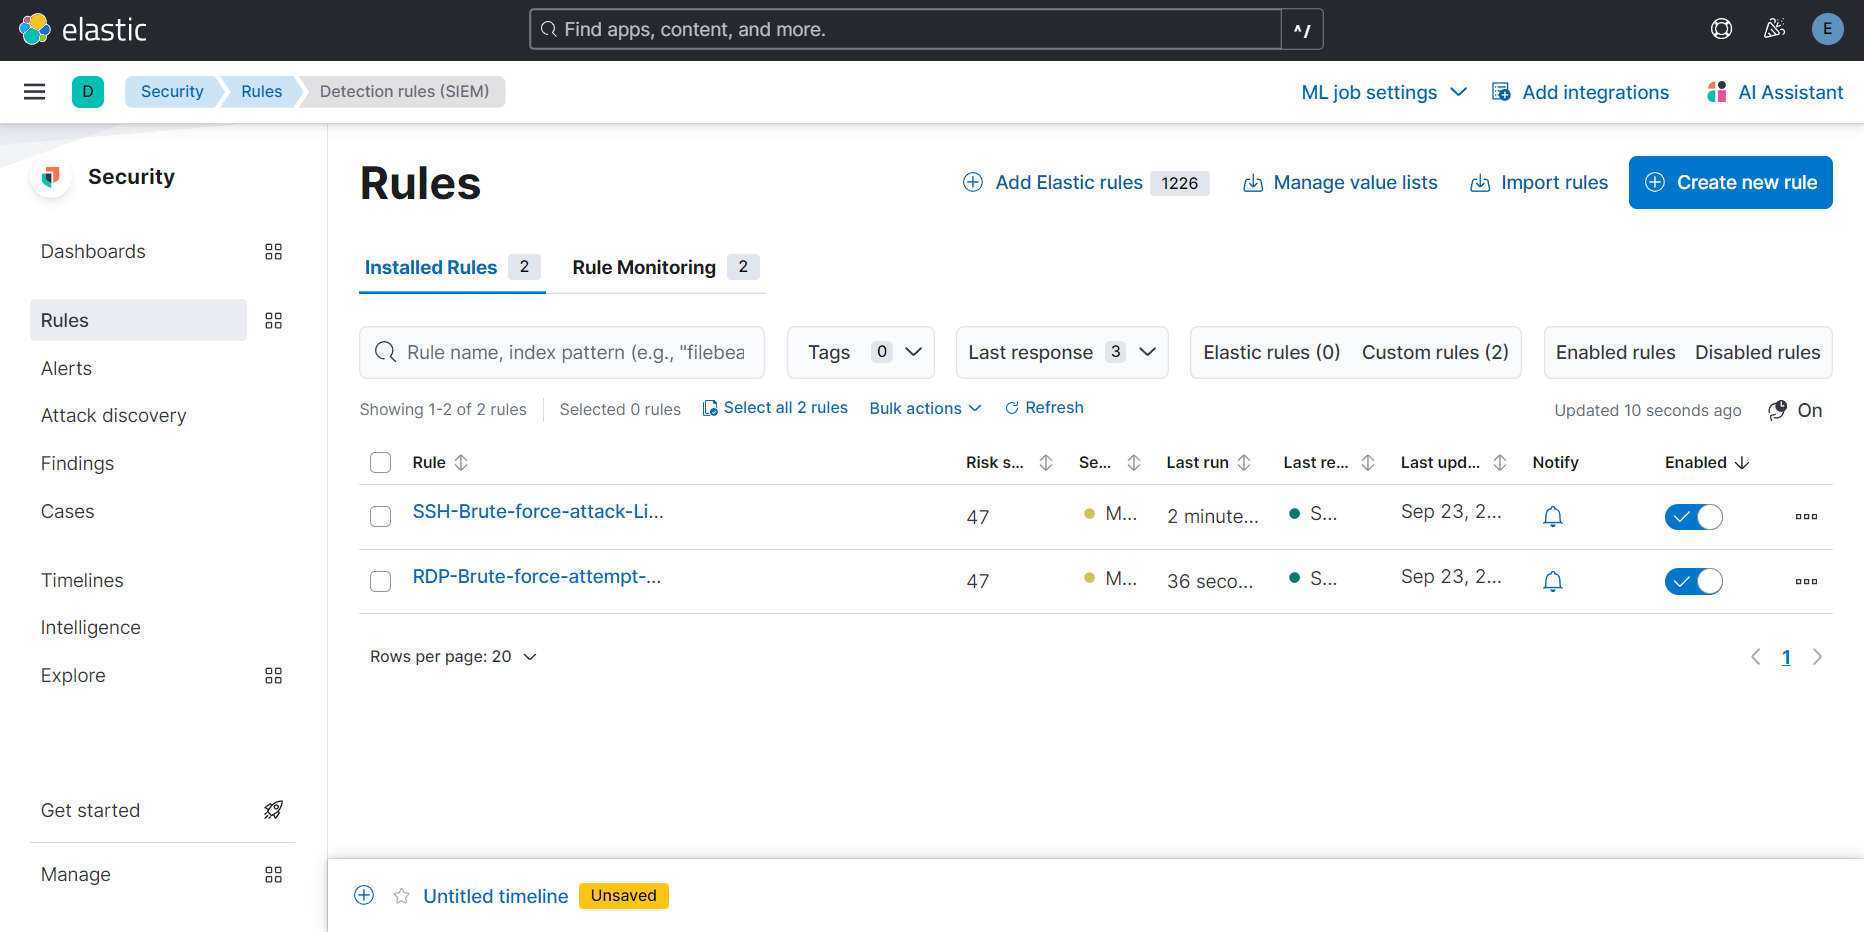 elastic
Find apps, content, and more.
^/
E
D
Security
Rules
Detection rules (SIEM)
ML job settings
Add integrations
AI Assistant
Security
Dashboards
Rules
Alerts
Attack discovery
Findings
Cases
Timelines
Intelligence
Explore
Get started
Manage
Rules
Add Elastic rules 1226
Manage value lists
Import rules
Create new rule
Installed Rules 2
Rule Monitoring 2
Rule name, index pattern (e.g., "filebea
Tags 0
Last response 3
Elastic rules (0) Custom rules (2)
Enabled rules Disabled rules
Showing 1-2 of 2 rules
Selected 0 rules
Select all 2 rules
Bulk actions
Refresh
Updated 10 seconds ago
On
Rule Risk s... Se... Last run Last re... Last upd... Notify Enabled
SSH-Brute-force-attack-Li... 47 M... 2 minute... S... Sep 23, 2...
RDP-Brute-force-attempt-... 47 M... 36 seco... S... Sep 23, 2...
Rows per page: 20
1
Untitled timeline Unsaved